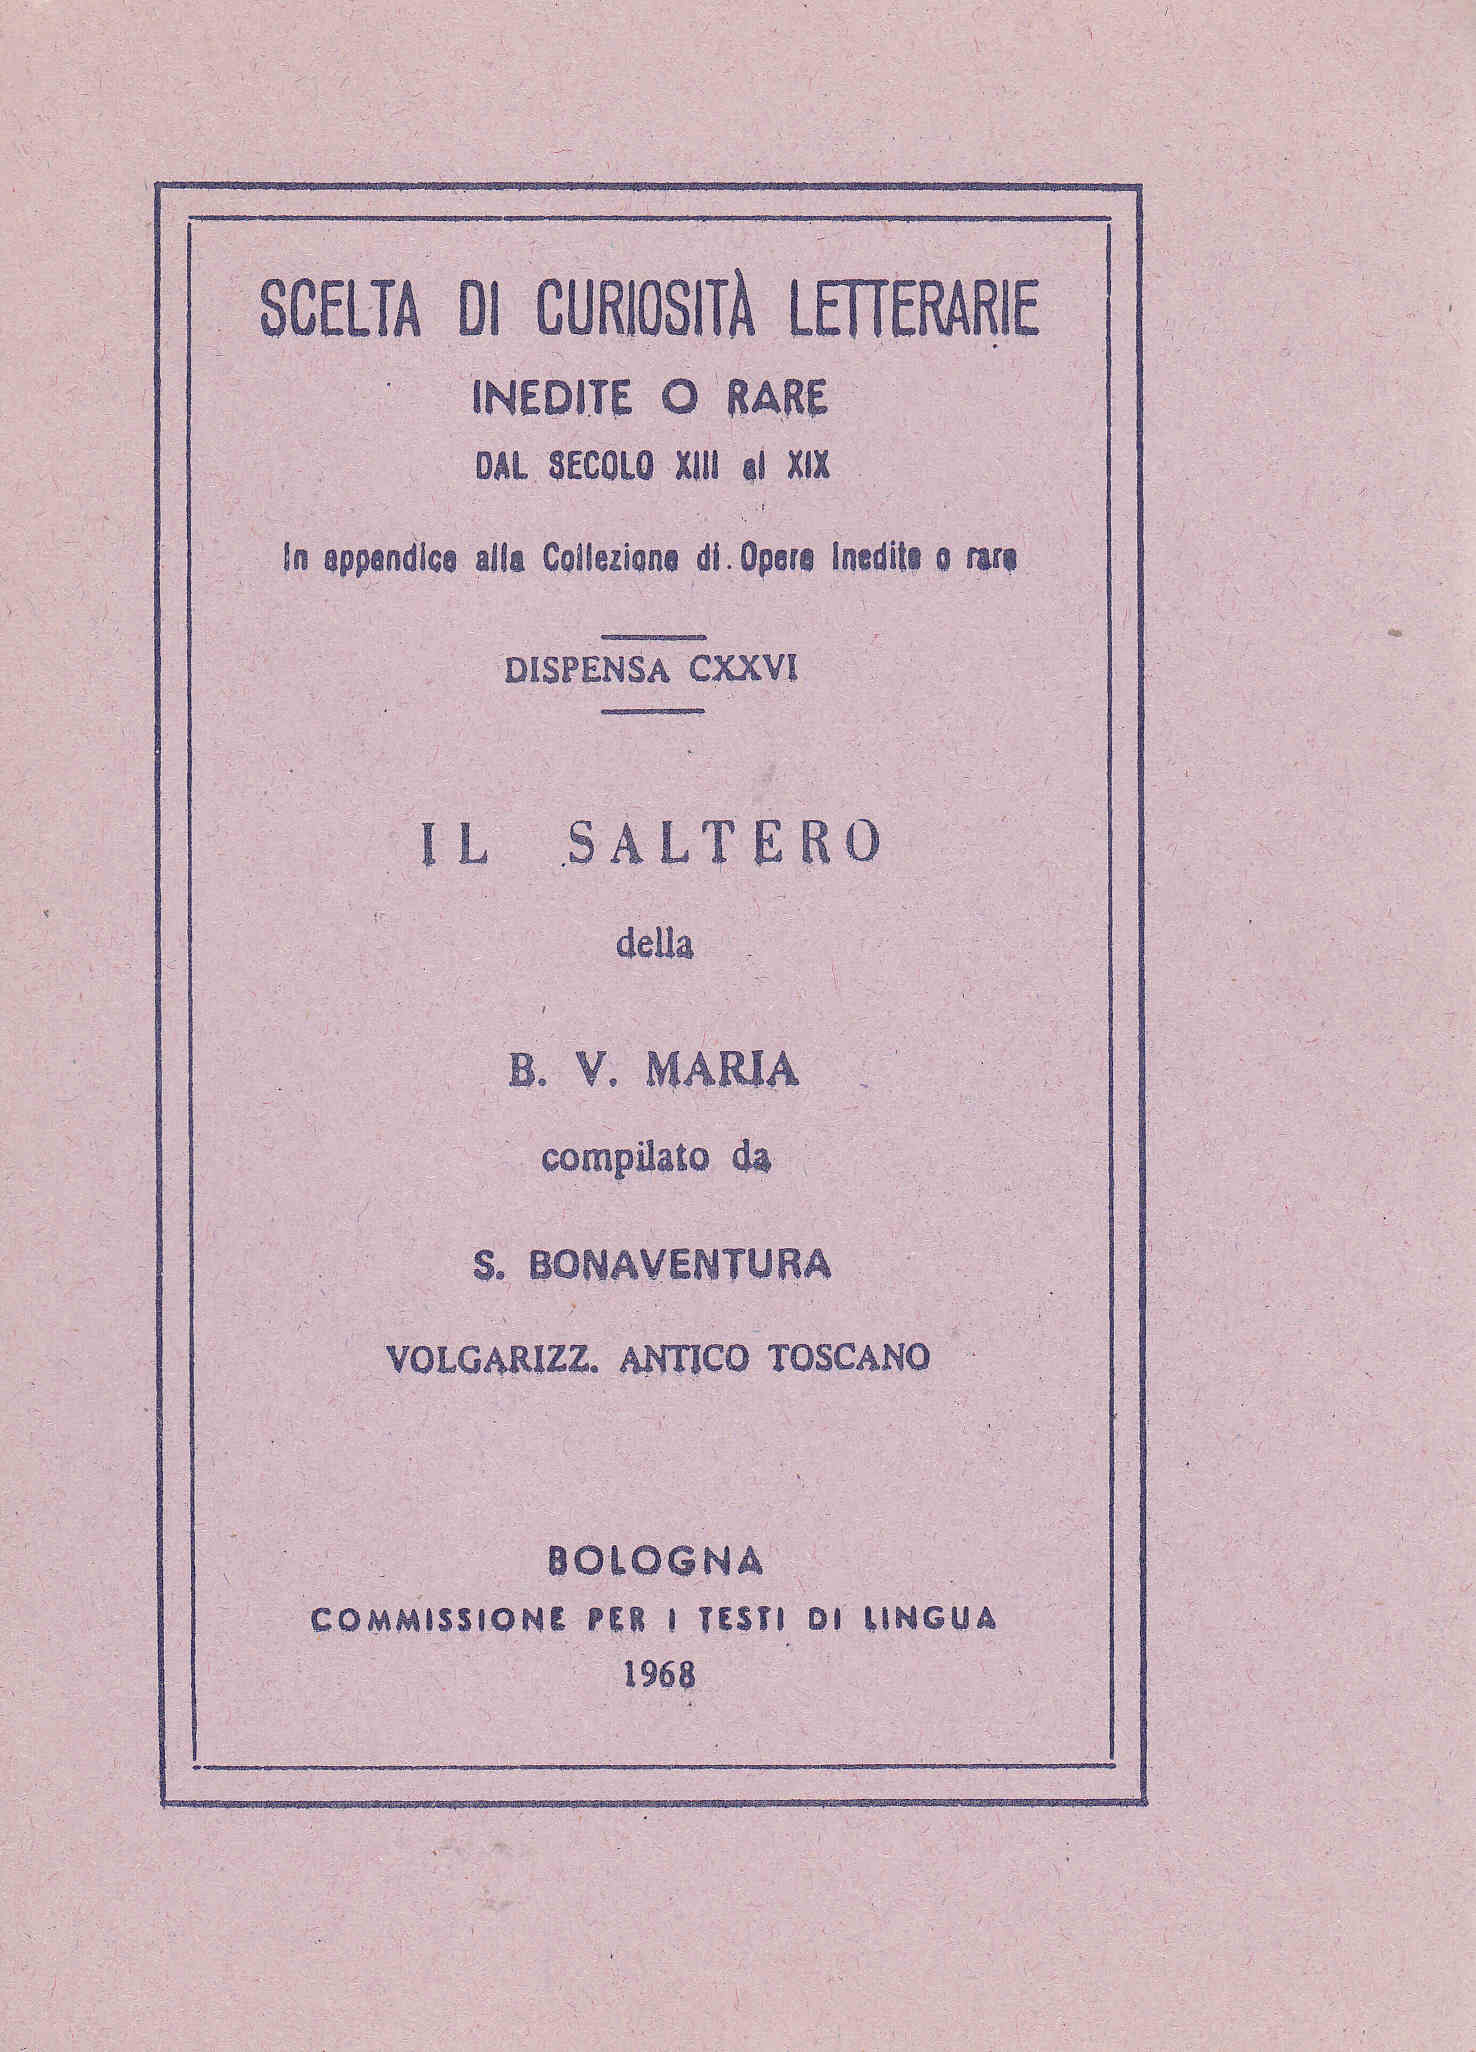 SCELTA DI CURIOSITÀ LETTERARIE
INEDITE O RARE
DAL SECOLO XIII al XIX
In appendice alla Collezione di Opere inedite o rare
DISPENSA CXXVI
IL SALTERO
della
B. V. MARIA
compilato da
S. BONAVENTURA
VOLGARIZZ. ANTICO TOSCANO
BOLOGNA
COMMISSIONE PER I TESTI DI LINGUA
1968